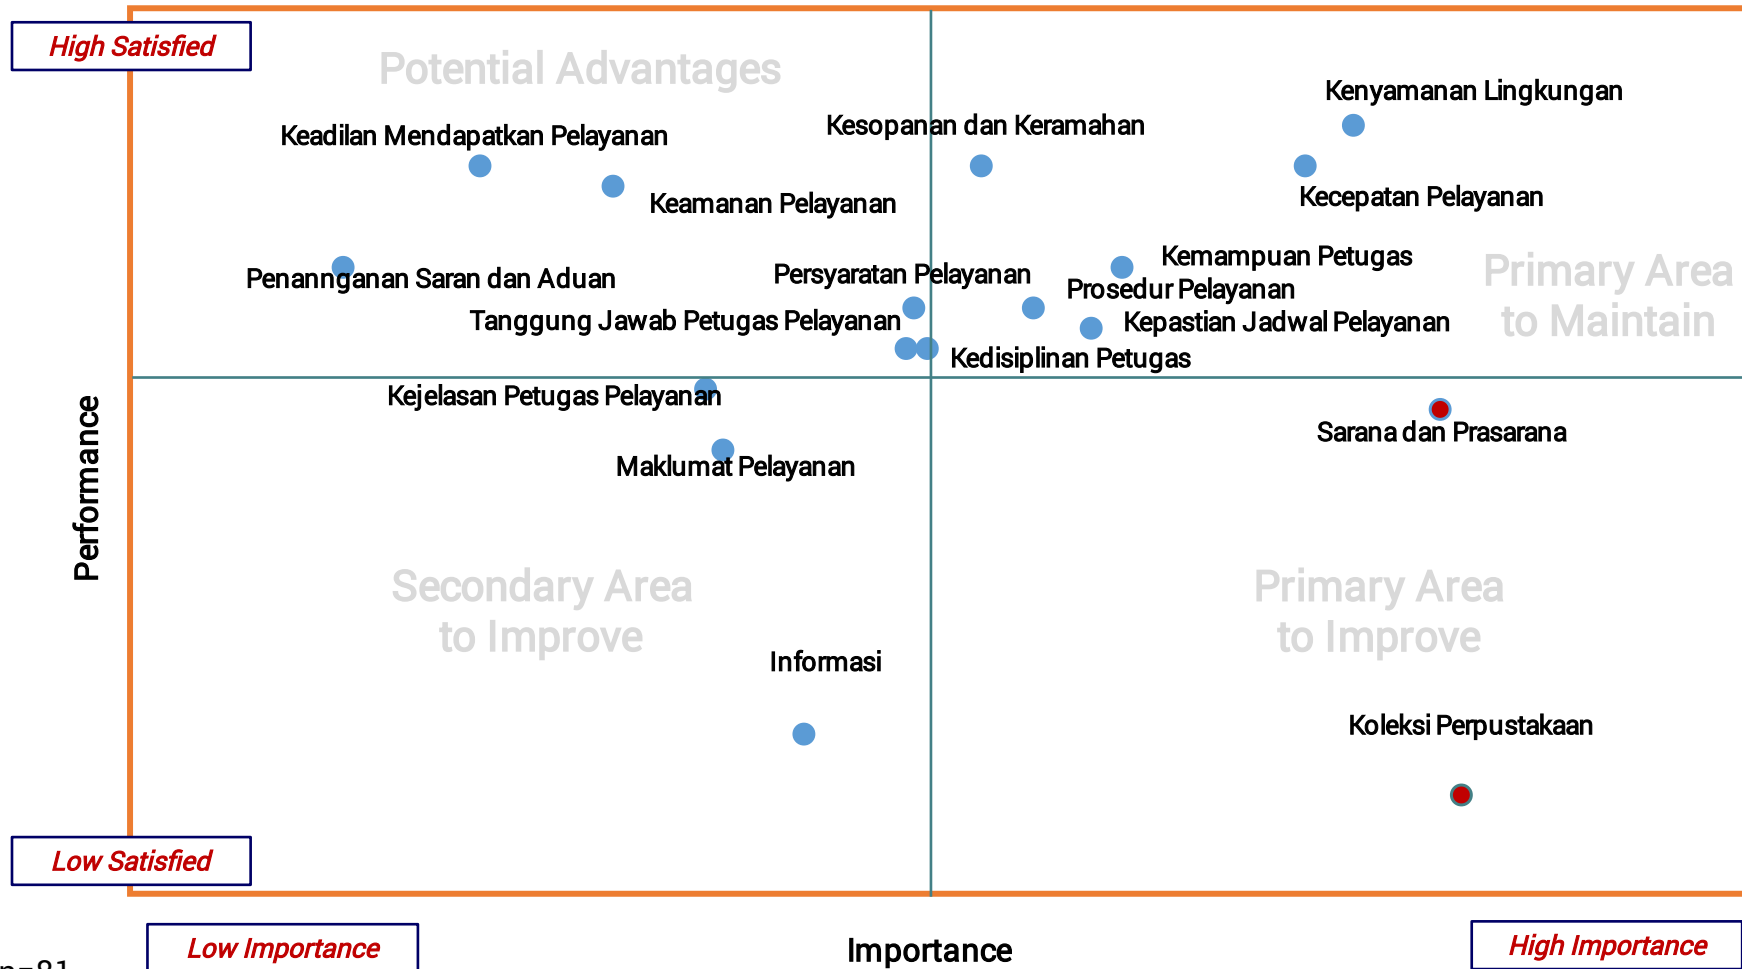 High Satisfied
Potential Advantages
Kenyamanan Lingkungan
Kesopanan dan Keramahan
Keadilan Mendapatkan Pelayanan
Kecepatan Pelayanan
Keamanan Pelayanan
Kemampuan Petugas
Primary Area
to Maintain
Persyaratan Pelayanan
Penannganan Saran dan Aduan
Prosedur Pelayanan
Tanggung Jawab Petugas Pelayanan
Kepastian Jadwal Pelayanan
Kedisiplinan Petugas
Kejelasan Petugas Pelayanan
Sarana dan Prasarana
Maklumat Pelayanan
Performance
Secondary Area
to Improve
Primary Area
to Improve
Informasi
Koleksi Perpustakaan
Low Satisfied
Low Importance
Importance
High Importance
n=81